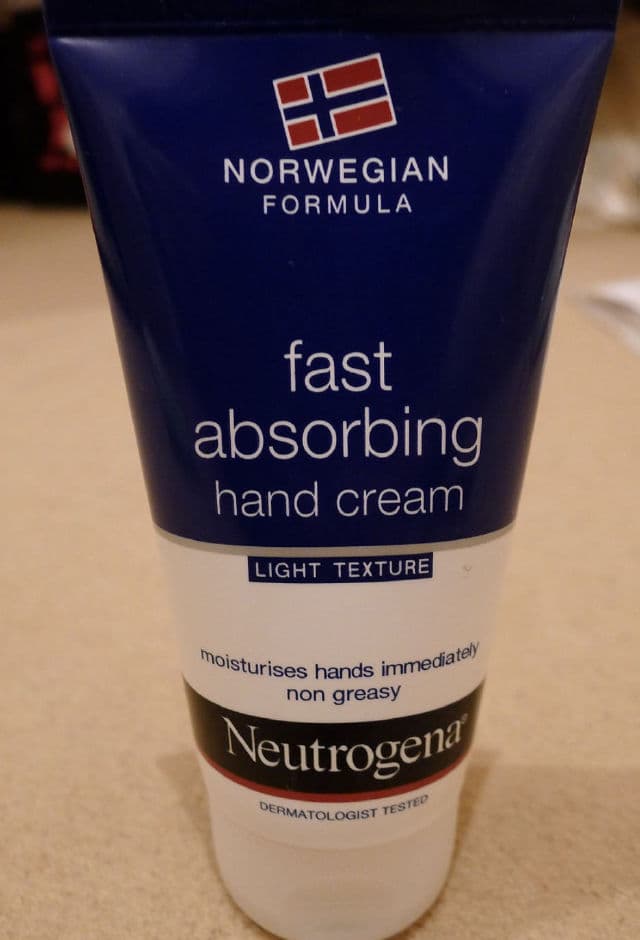 NORWEGIAN
FORMULA
fast
absorbing
hand cream
LIGHT TEXTURE
moisturises hands immediately
non greasy
Neutrogena®
DERMATOLOGIST TESTED